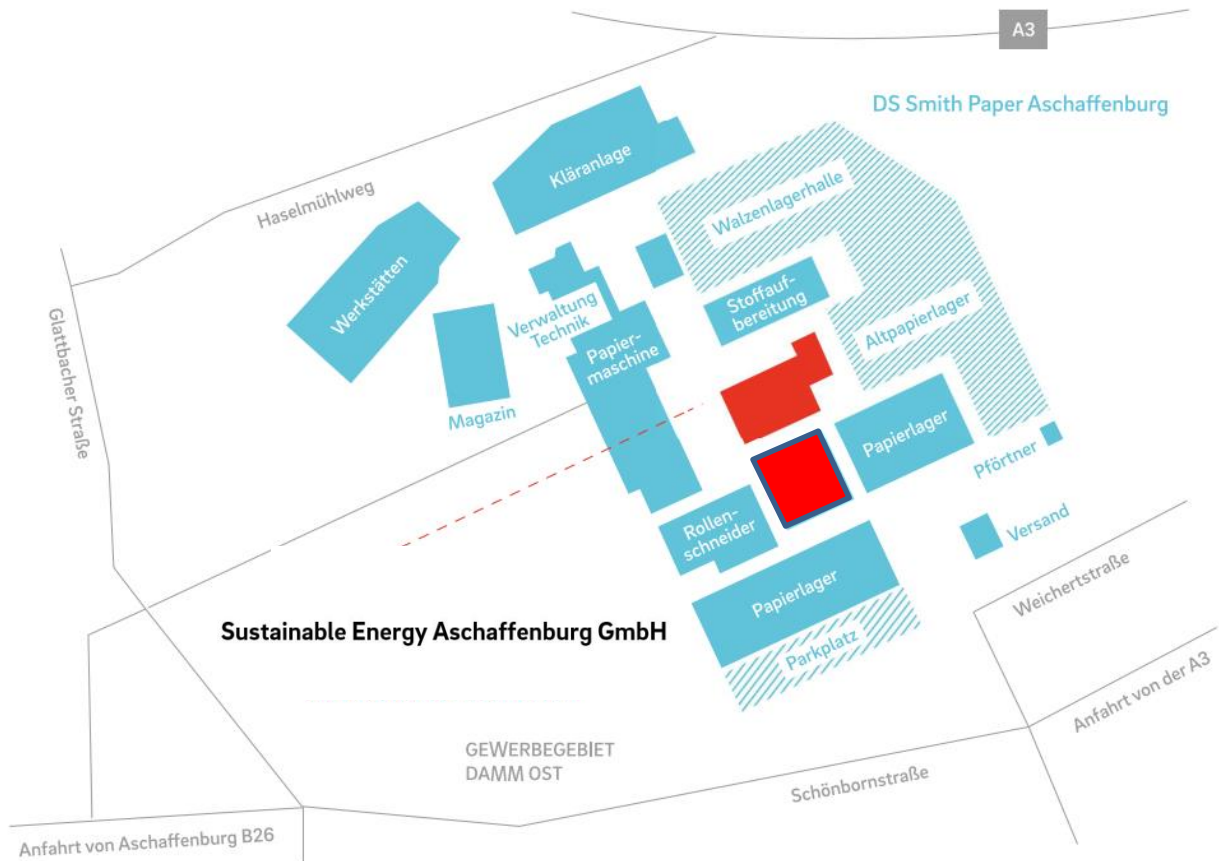 A3
DS Smith Paper Aschaffenburg
Kläranlage
Haselmühlweg
Walzenlagerhalle
Werkstätten
Verwaltung
Technik
Stoffauf-
bereitung
Glattbacher Straße
Papier-
maschine
Altpapierlager
Magazin
Papierlager
Pförtner
Rollen-
schneider
Versand
Papierlager
Weichertstraße
Sustainable Energy Aschaffenburg GmbH
Parkplatz
Anfahrt von der A3
GEWERBEGEBIET
DAMM OST
Schönbornstraße
Anfahrt von Aschaffenburg B26